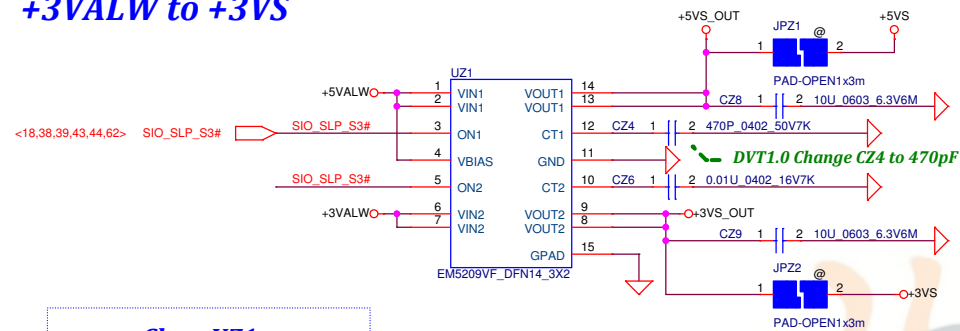 +3VALW to +3VS
+5VS_OUT
+5VS
JPZ1
@
1
2
PAD-OPEN1x3m
UZ1
+5VALW
1
2
VIN1
VIN1
VOUT1
VOUT1
14
13
CZ8
1
2
10U_0603_6.3V6M
<18,38,39,43,44,62>
SIO_SLP_S3#
SIO_SLP_S3#
3
ON1
CT1
12
CZ4
1
2
470P_0402_50V7K
4
VBIAS
GND
11
DVT1.0 Change CZ4 to 470pF
SIO_SLP_S3#
5
ON2
CT2
10
CZ6
1
2
0.01U_0402_16V7K
+3VALW
6
7
VIN2
VIN2
VOUT2
VOUT2
9
8
+3VS_OUT
CZ9
1
2
10U_0603_6.3V6M
GPAD
15
EM5209VF_DFN14_3X2
JPZ2
@
1
2
+3VS
PAD-OPEN1x3m